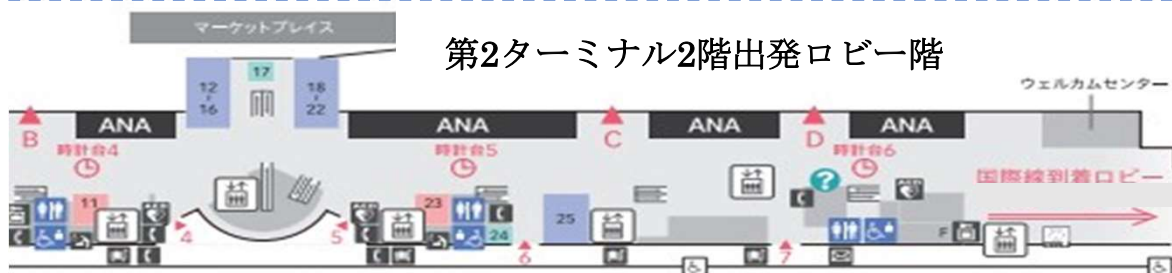 マーケットプレイス
第2ターミナル2階出発ロビー階
ウェルカムセンター
17
12
16
18
22
ANA
ANA
ANA
ANA
B
C
D
時計台4
時計台5
時計台6
?
国際線到着ロビー
11
23
25
24
4
5
6
7
F